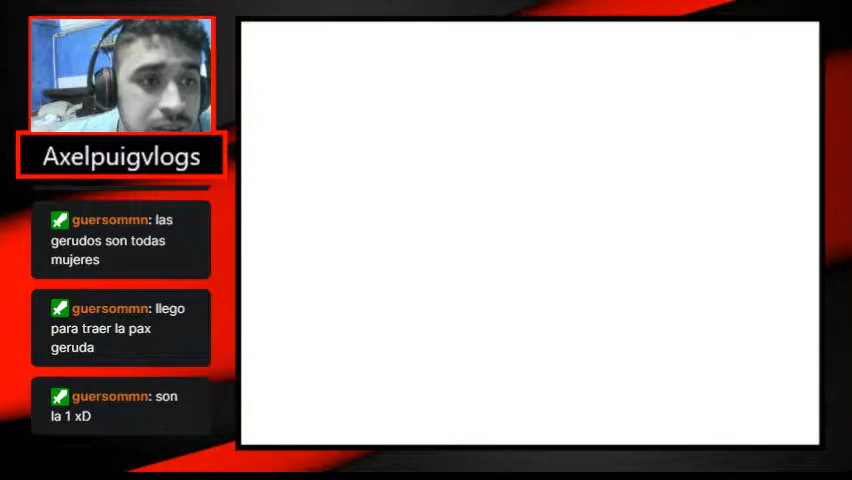 Axelpuigvlogs
guersommn: las
gerudos son todas
mujeres
guersommn: llego
para traer la pax
geruda
guersommn: son
la 1 xD